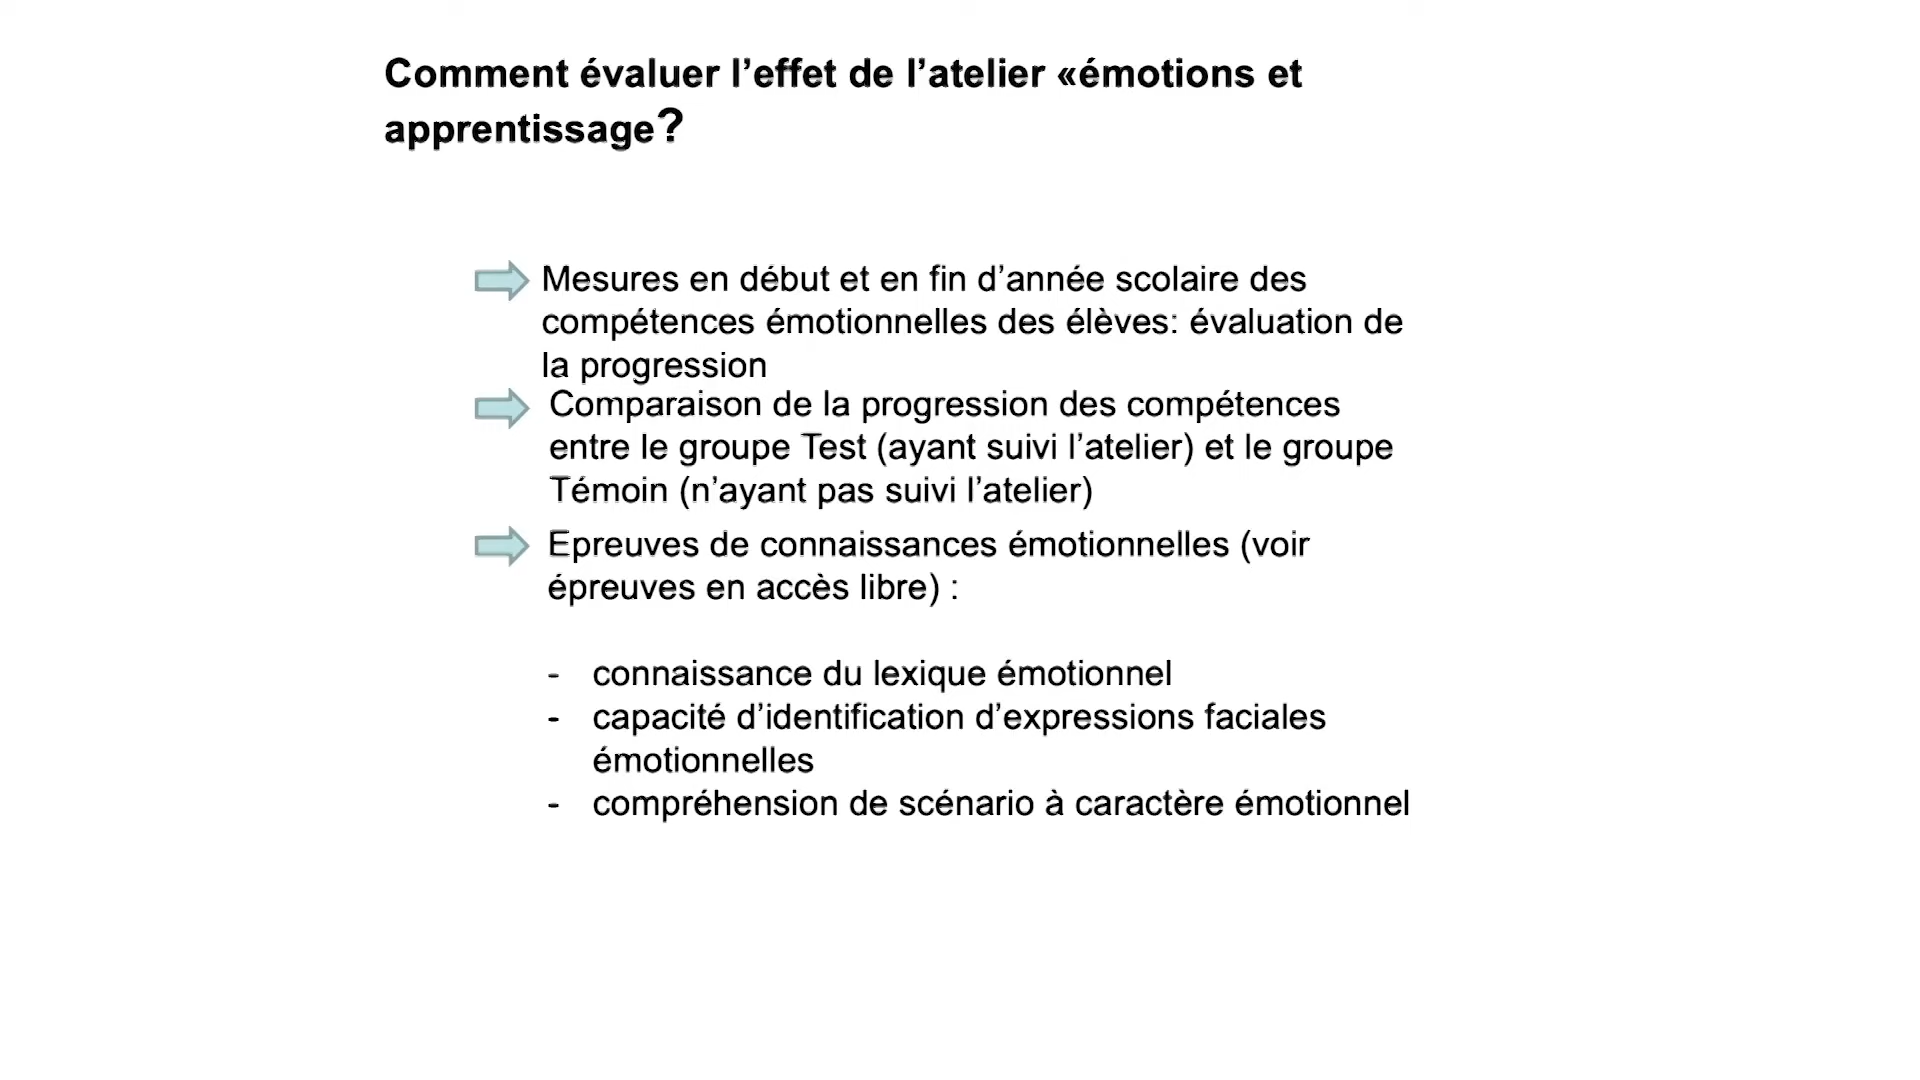 Comment évaluer l’effet de l’atelier «émotions et
apprentissage?
Mesures en début et en fin d’année scolaire des
compétences émotionnelles des élèves: évaluation de
la progression
Comparaison de la progression des compétences
entre le groupe Test (ayant suivi l’atelier) et le groupe
Témoin (n’ayant pas suivi l’atelier)
Epreuves de connaissances émotionnelles (voir
épreuves en accès libre) :
- connaissance du lexique émotionnel
- capacité d’identification d’expressions faciales
émotionnelles
- compréhension de scénario à caractère émotionnel